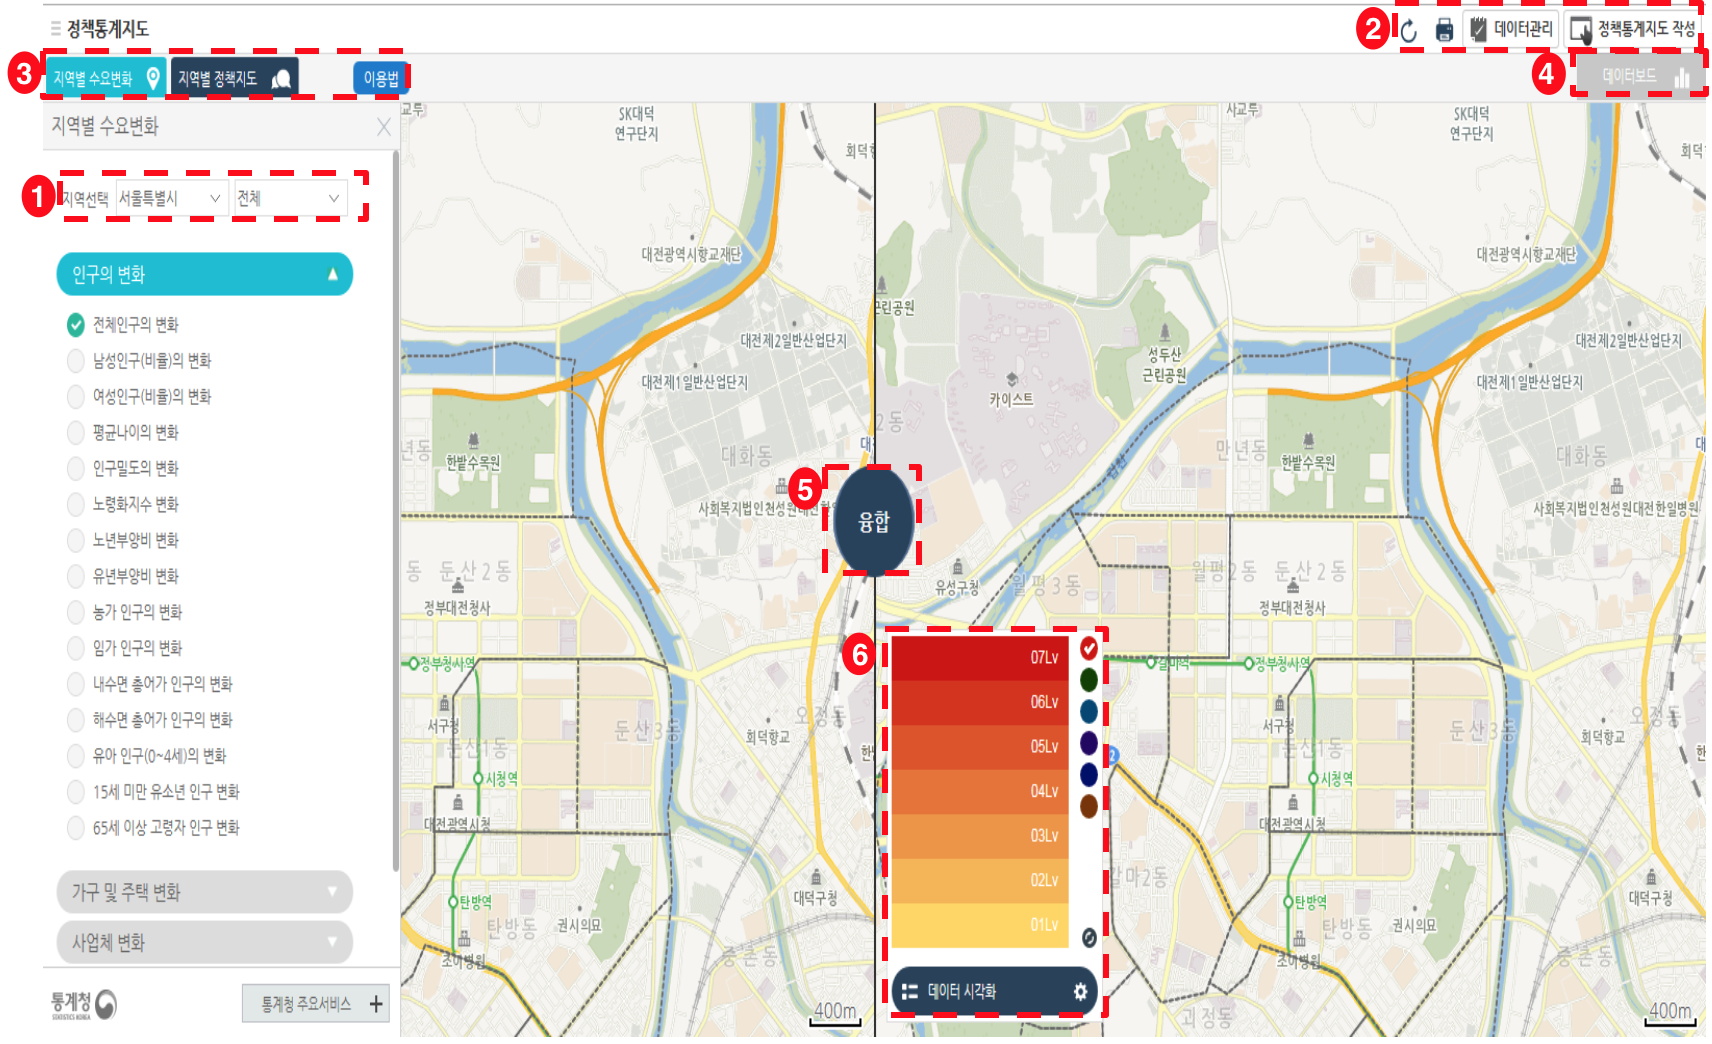 정책통계지도
2
데이터관리
정책통계지도 작성
3
지역별 수요변화
지역별 정책지도
이용법
4
데이터보드
지역별 수요변화
1
지역선택
서울특별시
전체
인구의 변화
전체인구의 변화
남성인구(비율)의 변화
여성인구(비율)의 변화
평균나이의 변화
인구밀도의 변화
노령화지수 변화
노년부양비 변화
유년부양비 변화
농가 인구의 변화
임가 인구의 변화
내수면 총어가 인구의 변화
해수면 총어가 인구의 변화
유아 인구(0~4세)의 변화
15세 미만 유소년 인구 변화
65세 이상 고령자 인구 변화
가구 및 주택 변화
사업체 변화
통계청
STATISTICS KOREA
통계청 주요서비스 +
SK대덕
연구단지
대전광역시향교재단
대전제2일반산업단지
대전제1일반산업단지
년동
한밭수목원
대화동
동 둔산2동
정부대전청사
정부청사역
서구청
둔산1동
둔산3동
시청역
회덕향교
오정동
대전광역시청
대덕구청
탄방역
탄방동
권시의묘
중촌동
400m
5
융합
사교투
SK대덕
연구단지
회덕
대전광역시향교재단
근린공원
대전제2일반산업단지
성두산
근린공원
대전제1일반산업단지
카이스트
2동
만년동
한밭수목원
대화동
갑천
사회복지법인천성원대전한일병원
유성구청
월평3동
월평2동
둔산2동
정부대전청사
6
07Lv
06Lv
05Lv
04Lv
03Lv
02Lv
01Lv
데이터 시각화
갈마역
정부청사역
서구청
둔산1동
둔산3동
시청역
회덕향교
오정동
대전광역시청
갈마2동
대덕구청
탄방역
탄방동
권시의묘
중촌동
괴정동
400m